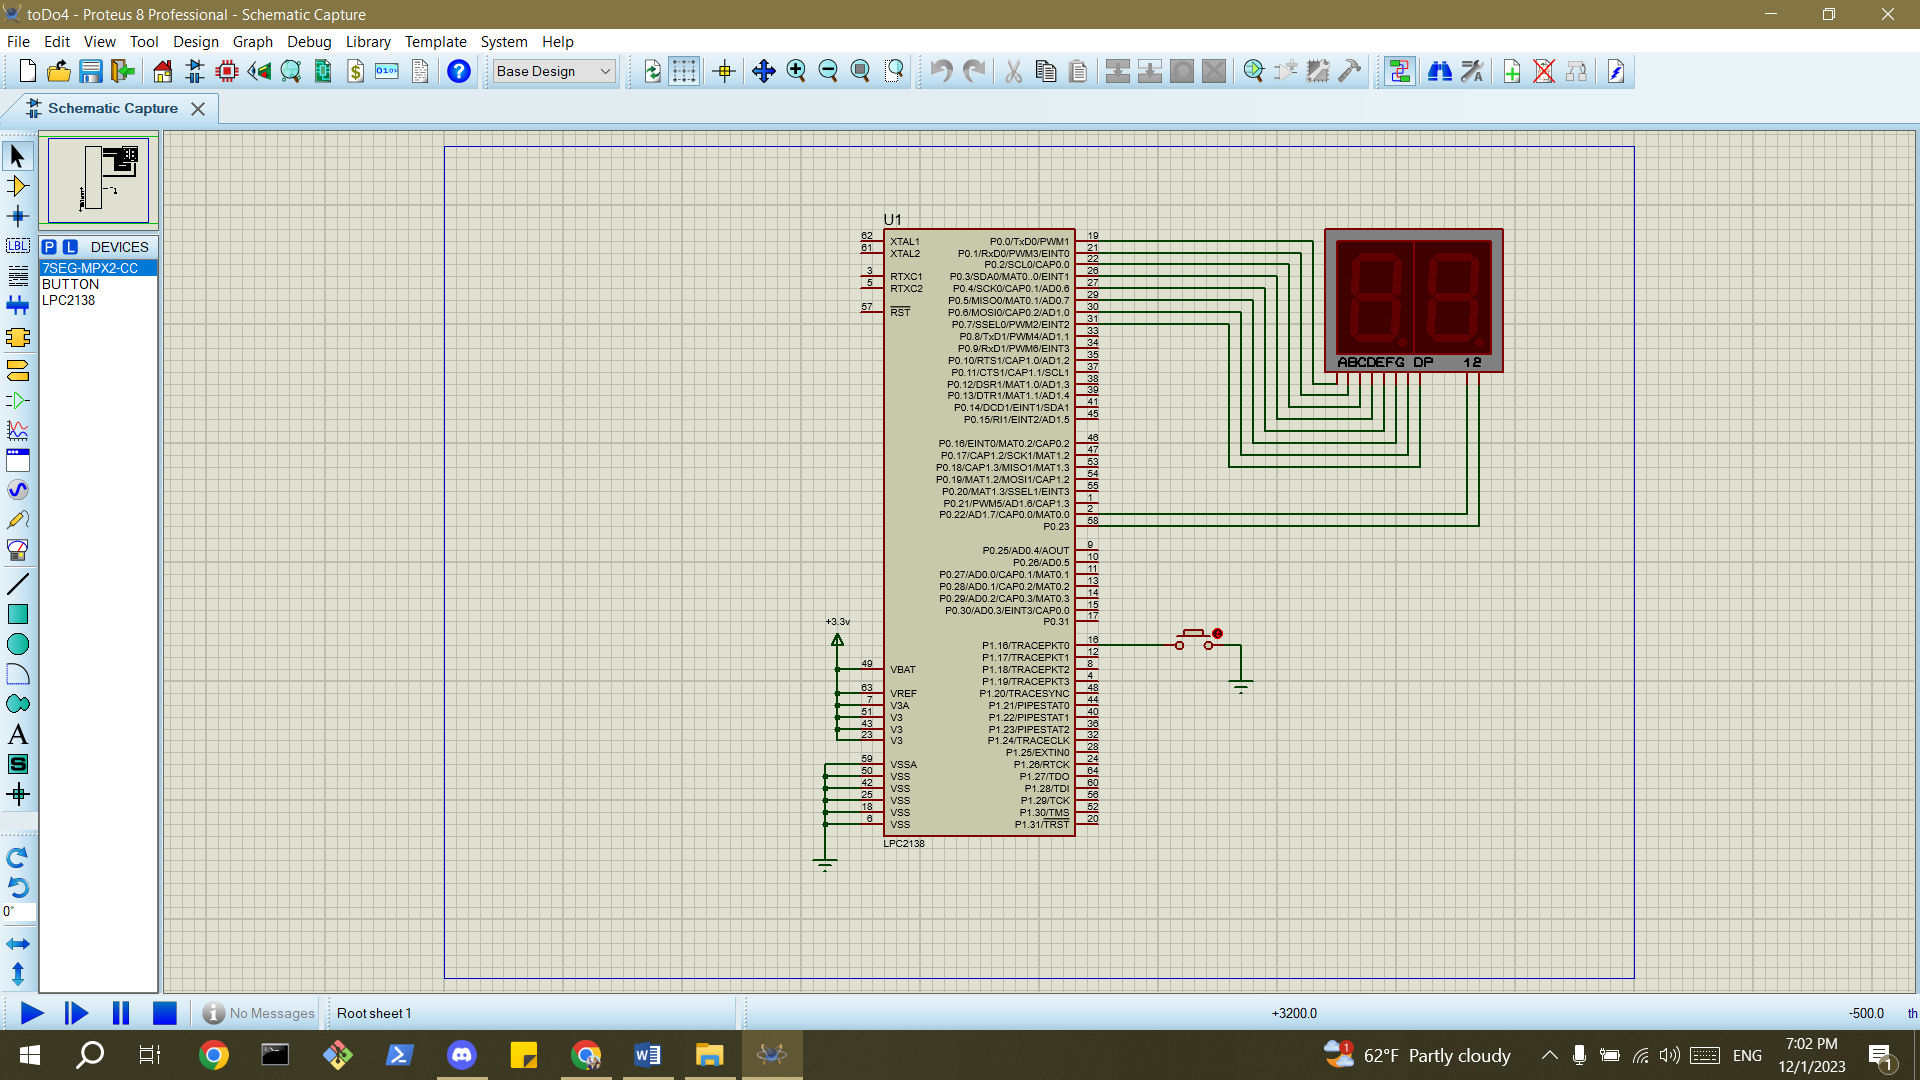 toDo4 - Proteus 8 Professional - Schematic Capture
File Edit View Tool Design Graph Debug Library Template System Help
Base Design
Schematic Capture
P L DEVICES
7SEG-MPX2-CC
BUTTON
LPC2138
LBL
A
S
0°
U1
62 XTAL1
61 XTAL2
3 RTXC1
5 RTXC2
57 RST
+3.3v
49 VBAT
63 VREF
7 V3A
51 V3
43 V3
23 V3
59 VSSA
50 VSS
42 VSS
25 VSS
18 VSS
6 VSS
P0.0/TxD0/PWM1 19
P0.1/RxD0/PWM3/EINT0 21
P0.2/SCL0/CAP0.0 22
P0.3/SDA0/MAT0..0/EINT1 26
P0.4/SCK0/CAP0.1/AD0.6 27
P0.5/MISO0/MAT0.1/AD0.7 29
P0.6/MOSI0/CAP0.2/AD1.0 30
P0.7/SSEL0/PWM2/EINT2 31
P0.8/TxD1/PWM4/AD1.1 33
P0.9/RxD1/PWM6/EINT3 34
P0.10/RTS1/CAP1.0/AD1.2 35
P0.11/CTS1/CAP1.1/SCL1 37
P0.12/DSR1/MAT1.0/AD1.3 38
P0.13/DTR1/MAT1.1/AD1.4 39
P0.14/DCD1/EINT1/SDA1 41
P0.15/RI1/EINT2/AD1.5 45
P0.16/EINT0/MAT0.2/CAP0.2 46
P0.17/CAP1.2/SCK1/MAT1.2 47
P0.18/CAP1.3/MISO1/MAT1.3 53
P0.19/MAT1.2/MOSI1/CAP1.2 54
P0.20/MAT1.3/SSEL1/EINT3 55
P0.21/PWM5/AD1.6/CAP1.3 1
P0.22/AD1.7/CAP0.0/MAT0.0 2
P0.23 58
P0.25/AD0.4/AOUT 9
P0.26/AD0.5 10
P0.27/AD0.0/CAP0.1/MAT0.1 11
P0.28/AD0.1/CAP0.2/MAT0.2 13
P0.29/AD0.2/CAP0.3/MAT0.3 14
P0.30/AD0.3/EINT3/CAP0.0 15
P0.31 17
P1.16/TRACEPKT0 16
P1.17/TRACEPKT1 12
P1.18/TRACEPKT2 8
P1.19/TRACEPKT3 4
P1.20/TRACESYNC 48
P1.21/PIPESTAT0 44
P1.22/PIPESTAT1 40
P1.23/PIPESTAT2 36
P1.24/TRACECLK 32
P1.25/EXTIN0 28
P1.26/RTCK 24
P1.27/TDO 64
P1.28/TDI 60
P1.29/TCK 56
P1.30/TMS 52
P1.31/TRST 20
LPC2138
ABCDEFG DP 12
No Messages Root sheet 1 +3200.0 -500.0 th
1 62°F Partly cloudy ENG 7:02 PM
12/1/2023 1